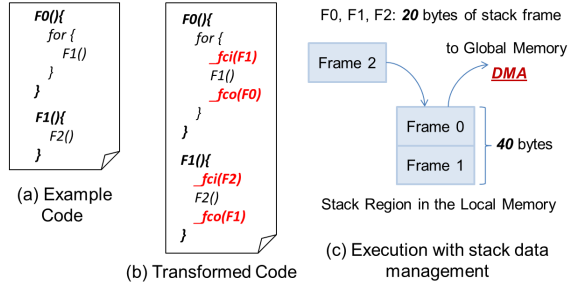 F0(){
for {
F1()
}
}
F1(){
F2()
}
(a) Example
Code
F0(){
for {
_fci(F1)
F1()
_fco(F0)
}
}
F1(){
_fci(F2)
F2()
_fco(F1)
}
(b) Transformed Code
F0, F1, F2: 20 bytes of stack frame
to Global Memory
DMA
Frame 2
Frame 0
Frame 1
40 bytes
Stack Region in the Local Memory
(c) Execution with stack data
management